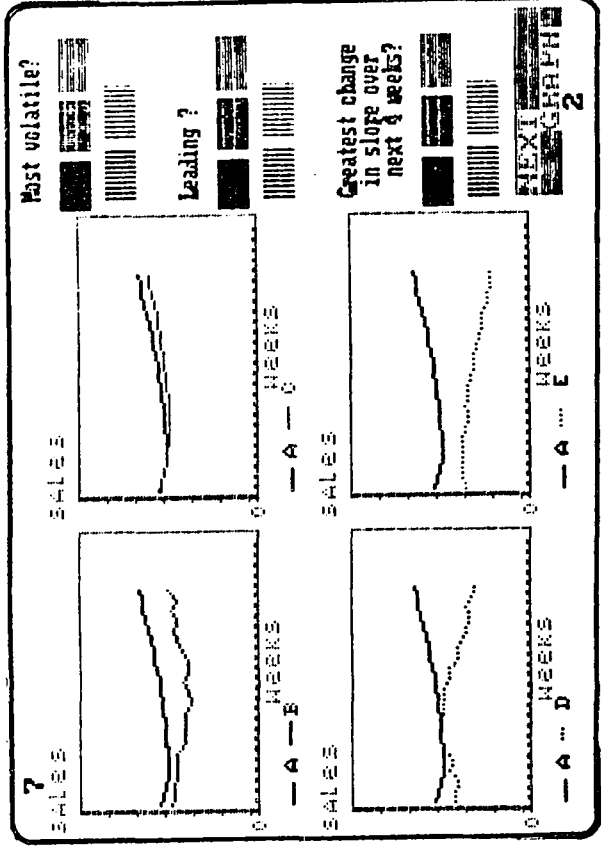 7
SALES
0
WEEKS
— A — B
SALES
0
WEEKS
— A — C
SALES
0
WEEKS
— A ··· D
SALES
0
WEEKS
— A ···· E
Most volatile?
Leading ?
Greatest change
in slope over
next 4 weeks?
NEXT
GRAPH
2